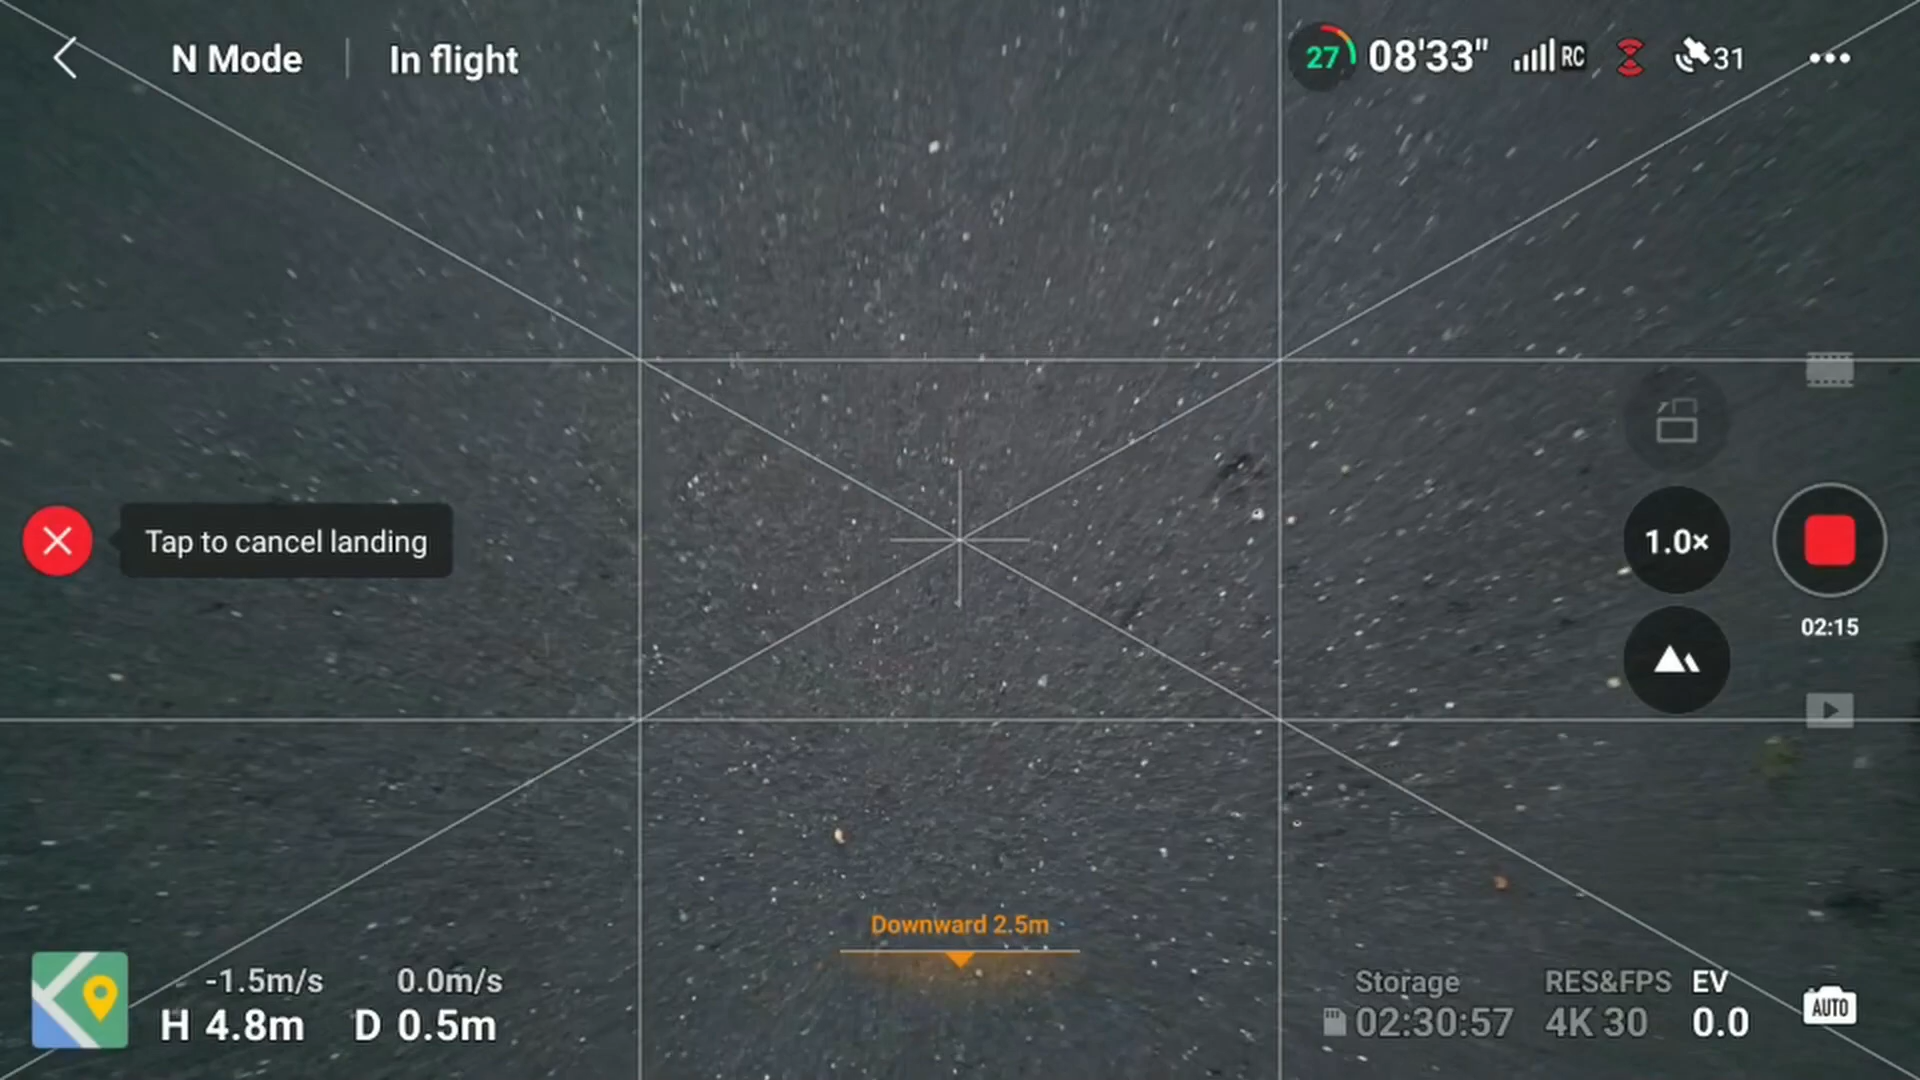 N Mode | In flight
27 08'33" RC 31
Tap to cancel landing
1.0×
02:15
Downward 2.5m
-1.5m/s 0.0m/s
H 4.8m D 0.5m
Storage RES&FPS EV
02:30:57 4K 30 0.0
AUTO